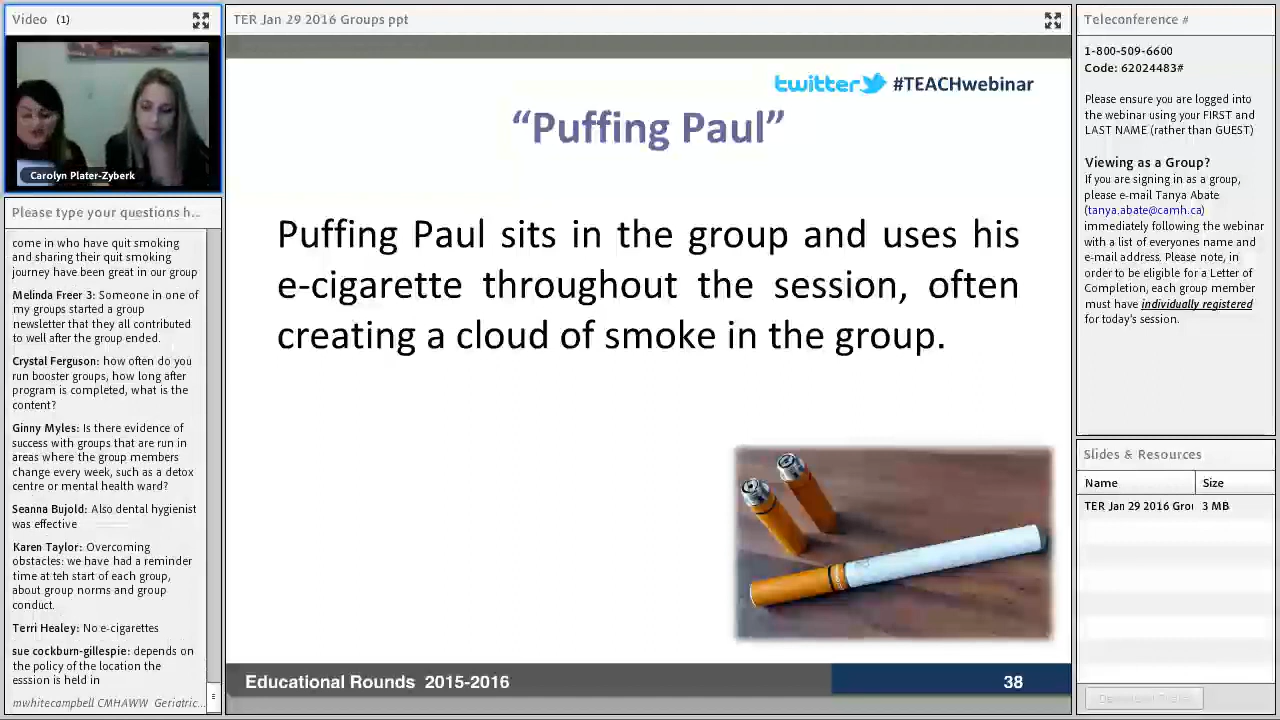 Video (1)
Carolyn Plater-Zyberk
Please type your questions h...
come in who have quit smoking
and sharing their quit smoking
journey have been great in our group
Melinda Freer 3: Someone in one of
my groups started a group
newsletter that they all contributed
to well after the group ended.
Crystal Ferguson: how often do you
run booster groups, how long after
program is completed, what is the
content?
Ginny Myles: Is there evidence of
success with groups that are run in
areas where the group members
change every week, such as a detox
centre or mental health ward?
Seanna Bujold: Also dental hygienist
was effective
Karen Taylor: Overcoming
obstacles: we have had a reminder
time at teh start of each group,
about group norms and group
conduct.
Terri Healey: No e-cigarettes
sue cockburn-gillespie: depends on
the policy of the location the
esssion is held in
mwhitecampbell CMHAWW Geriatric...
TER Jan 29 2016 Groups ppt
twitter #TEACHwebinar
“Puffing Paul”
Puffing Paul sits in the group and uses his
e-cigarette throughout the session, often
creating a cloud of smoke in the group.
Educational Rounds 2015-2016
38
Teleconference #
1-800-509-6600
Code: 62024483#
Please ensure you are logged into
the webinar using your FIRST and
LAST NAME (rather than GUEST)
Viewing as a Group?
If you are signing in as a group,
please e-mail Tanya Abate
(tanya.abate@camh.ca)
immediately following the webinar
with a list of everyones name and
e-mail address. Please note, in
order to be eligible for a Letter of
Completion, each group member
must have individually registered
for today's session.
Slides & Resources
Name Size
TER Jan 29 2016 Grou 3 MB